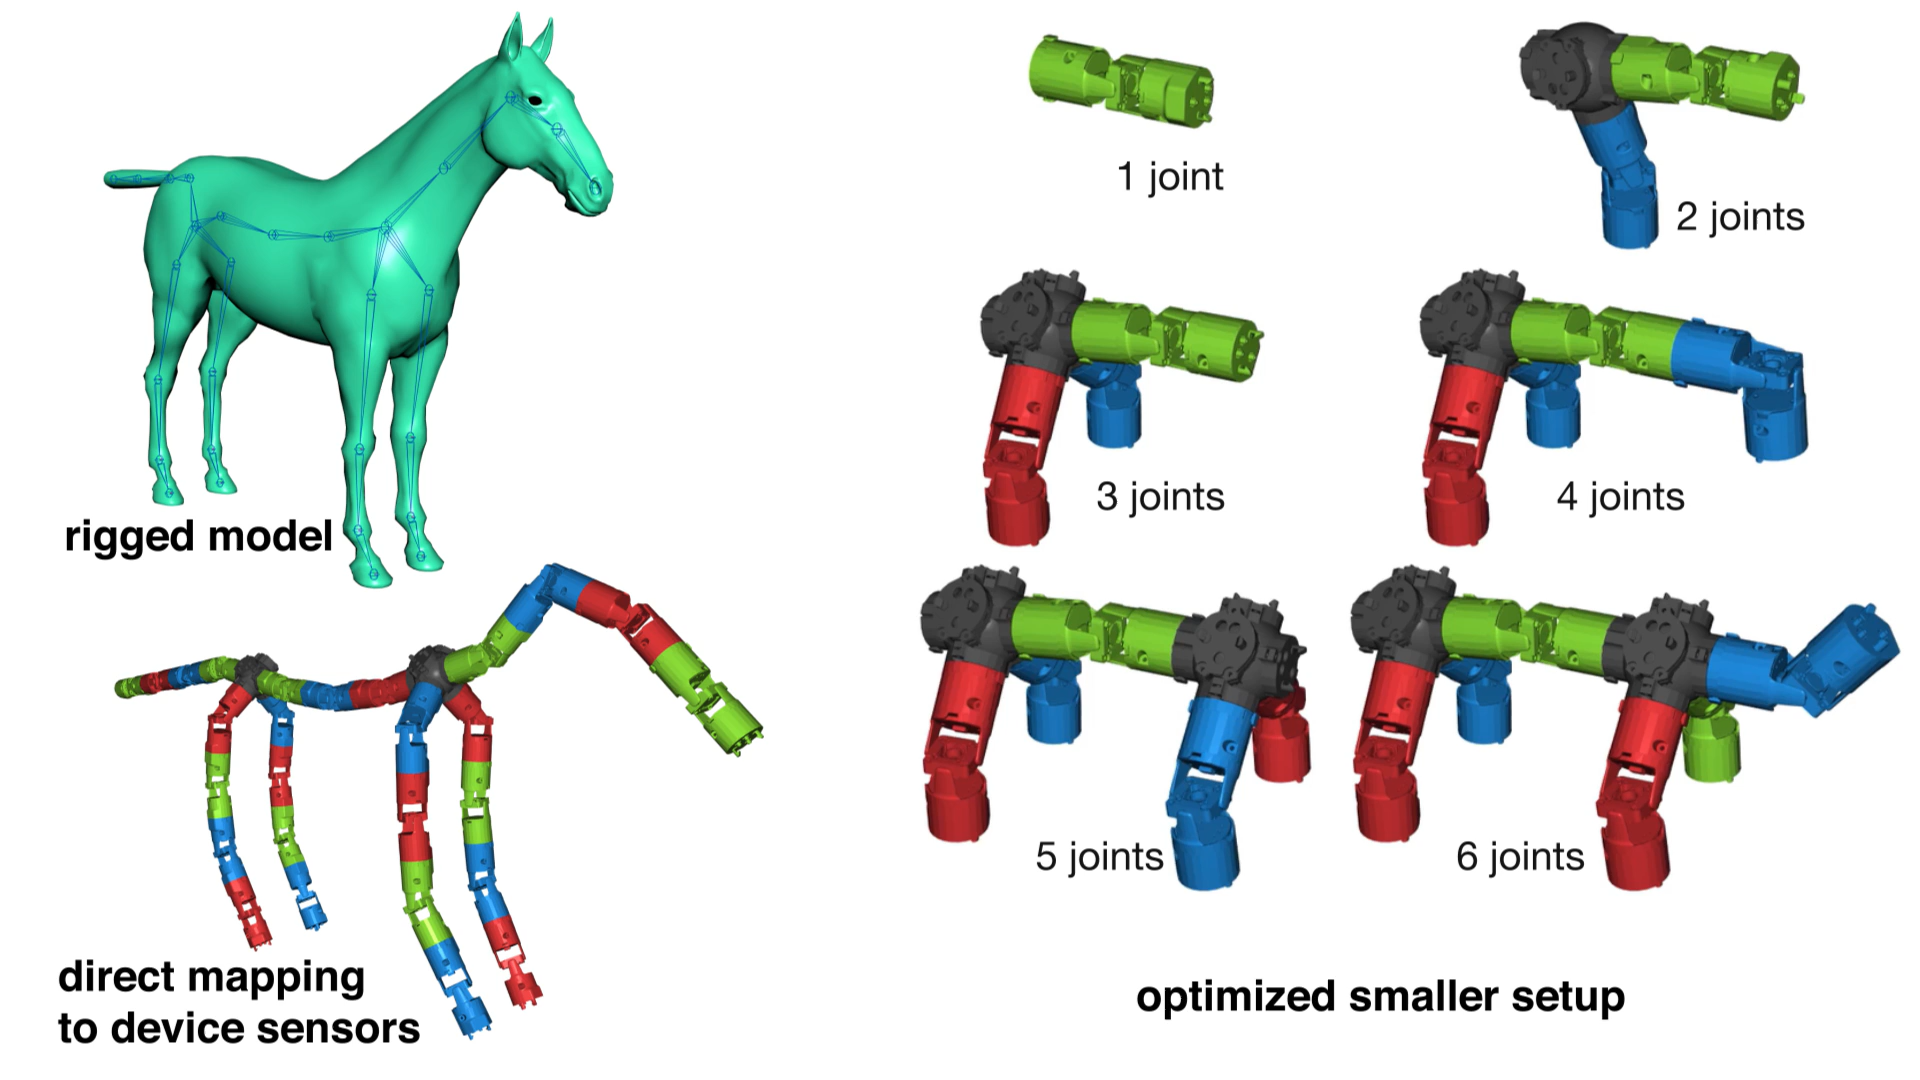 rigged model
direct mapping
to device sensors
1 joint
2 joints
3 joints
4 joints
5 joints
6 joints
optimized smaller setup